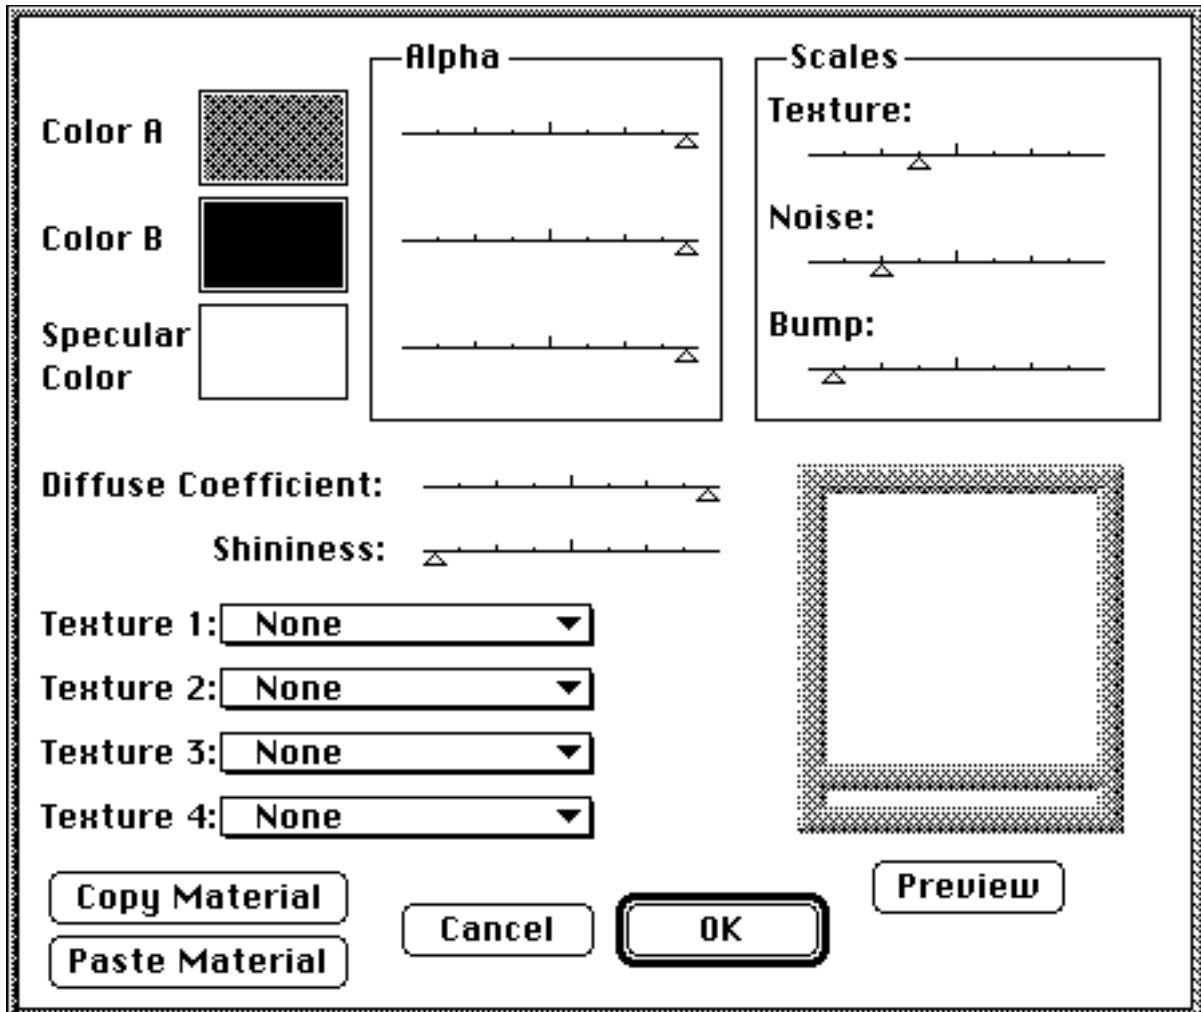 Alpha
Scales
Color A
Texture:
Color B
Noise:
Specular
Color
Bump:
Diffuse Coefficient:
Shininess:
Texture 1: None
Texture 2: None
Texture 3: None
Texture 4: None
Copy Material
Cancel
OK
Preview
Paste Material